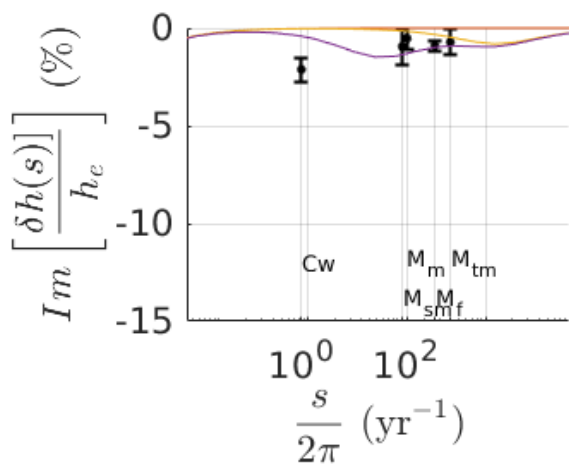 0
-5
-10
-15
Im [δh(s)] / h_e (%)
Cw
M_m M_tm
M_sm M_f
10^0 10^2
s / 2π (yr^-1)